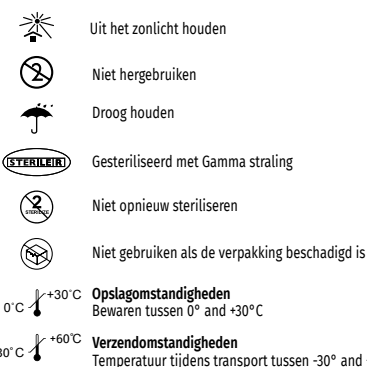 Uit het zonlicht houden
2
Niet hergebruiken
Droog houden
STERILE R
Gesteriliseerd met Gamma straling
2
STERILIZE
Niet opnieuw steriliseren
Niet gebruiken als de verpakking beschadigd is
+30°C Opslagomstandigheden
0°C Bewaren tussen 0° and +30°C
+60°C Verzendomstandigheden
30°C Temperatuur tijdens transport tussen -30° and